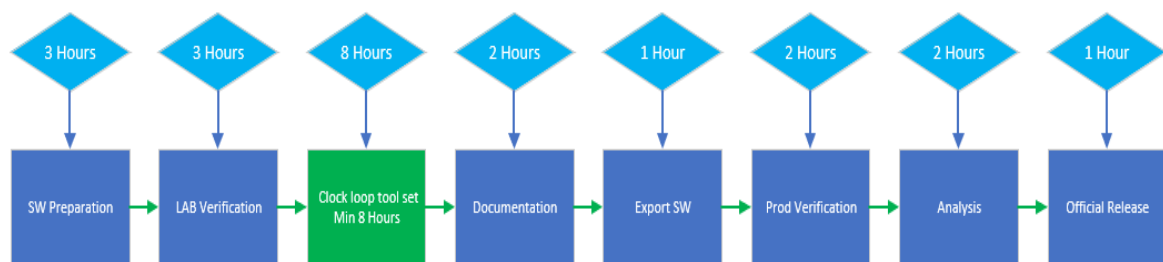 3 Hours
3 Hours
8 Hours
2 Hours
1 Hour
2 Hours
2 Hours
1 Hour
SW Preparation
LAB Verification
Clock loop tool set
Min 8 Hours
Documentation
Export SW
Prod Verification
Analysis
Official Release